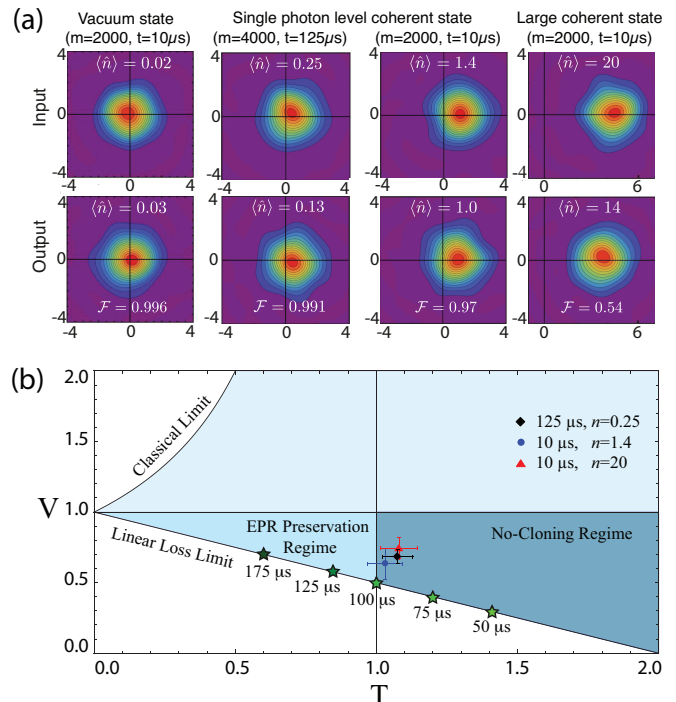 (a)
Vacuum state
(m=2000, t=10µs)
Single photon level coherent state
(m=4000, t=125µs) (m=2000, t=10µs)
Large coherent state
(m=2000, t=10µs)
Input
4
0
-4
⟨n̂⟩ = 0.02
⟨n̂⟩ = 0.25
⟨n̂⟩ = 1.4
⟨n̂⟩ = 20
-4 0 4
0 4
0 4
0 6
Output
4
0
-4
⟨n̂⟩ = 0.03
⟨n̂⟩ = 0.13
⟨n̂⟩ = 1.0
⟨n̂⟩ = 14
ℱ = 0.996
ℱ = 0.991
ℱ = 0.97
ℱ = 0.54
-4 0 4
0 4
0 4
0 6
(b)
2.0
1.5
V 1.0
0.5
0.0
Classical Limit
125 µs, n=0.25
10 µs, n=1.4
10 µs, n=20
Linear Loss Limit
EPR Preservation
Regime
No-Cloning Regime
175 µs
125 µs
100 µs
75 µs
50 µs
0.0 0.5 1.0 1.5 2.0
T